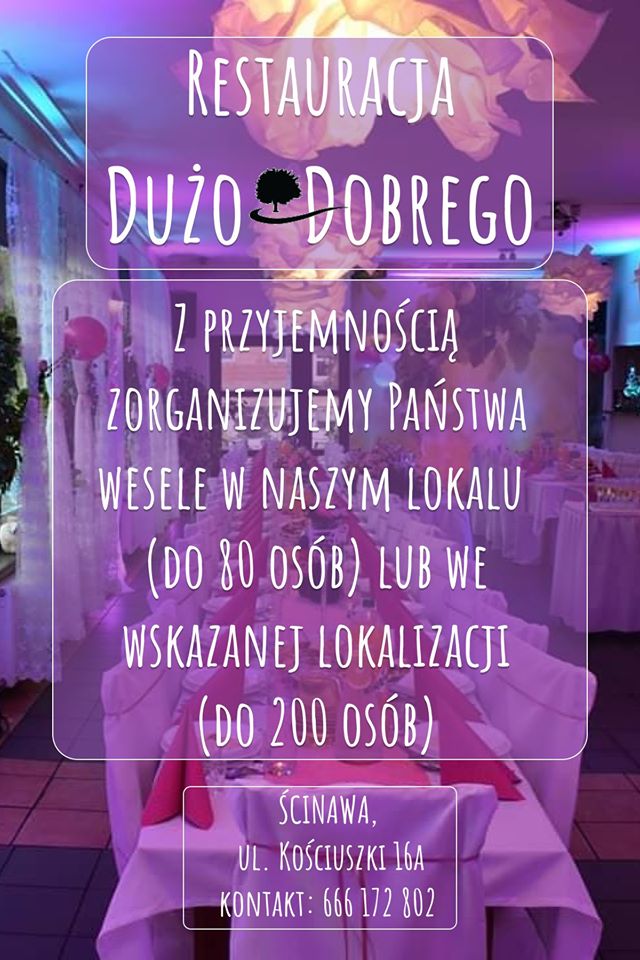 Restauracja
Dużo Dobrego
Z przyjemnością
zorganizujemy Państwa
wesele w naszym lokalu
(do 80 osób) lub we
wskazanej lokalizacji
(do 200 osób)
Ścinawa,
ul. Kościuszki 16a
kontakt: 666 172 802